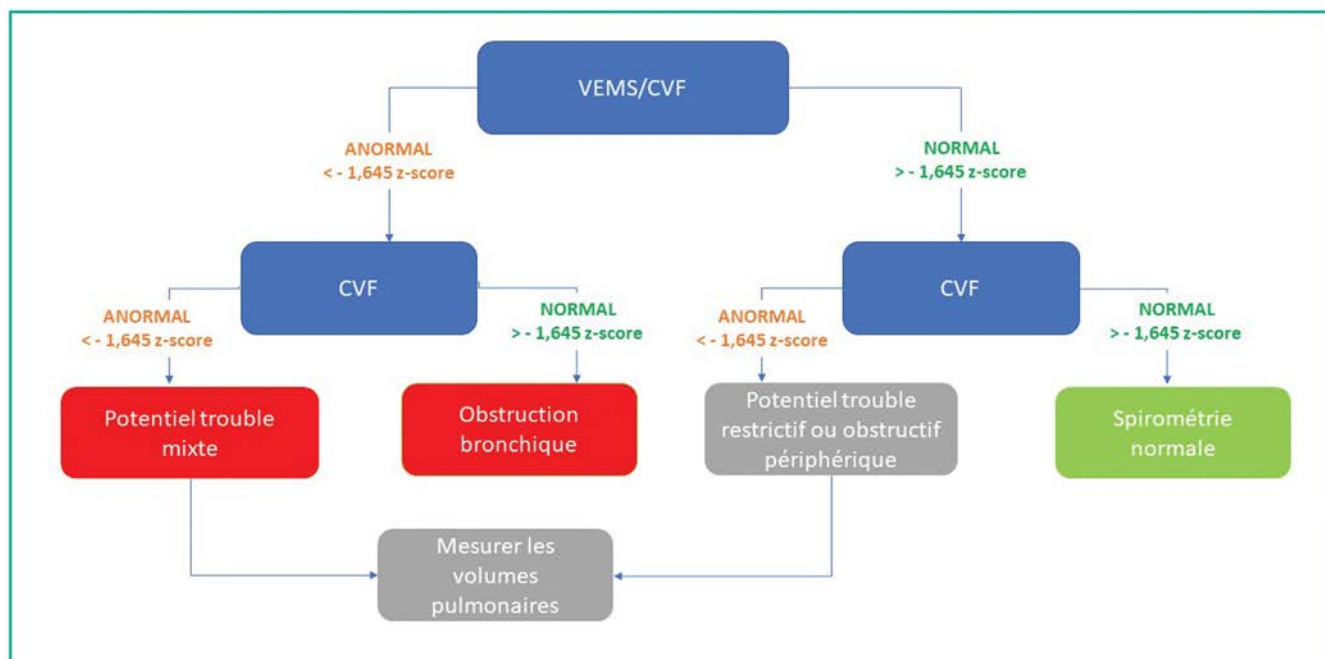 VEMS/CVF
ANORMAL
< - 1,645 z-score
NORMAL
> - 1,645 z-score
CVF
CVF
ANORMAL
< - 1,645 z-score
NORMAL
> - 1,645 z-score
ANORMAL
< - 1,645 z-score
NORMAL
> - 1,645 z-score
Potentiel trouble
mixte
Obstruction
bronchique
Potentiel trouble
restrictif ou obstructif
périphérique
Spirométrie
normale
Mesurer les
volumes
pulmonaires